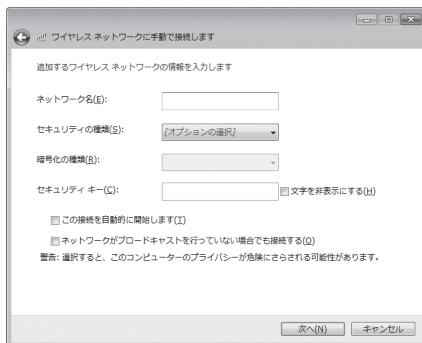 ワイヤレス ネットワークに手動で接続します
追加するワイヤレス ネットワークの情報を入力します
ネットワーク名(E):
セキュリティの種類(S): [オプションの選択]
暗号化の種類(R):
セキュリティ キー(C): 文字を非表示にする(H)
この接続を自動的に開始します(T)
ネットワークがブロードキャストを行っていない場合でも接続する(O)
警告: 選択すると、このコンピューターのプライバシーが危険にさらされる可能性があります。
次へ(N) キャンセル